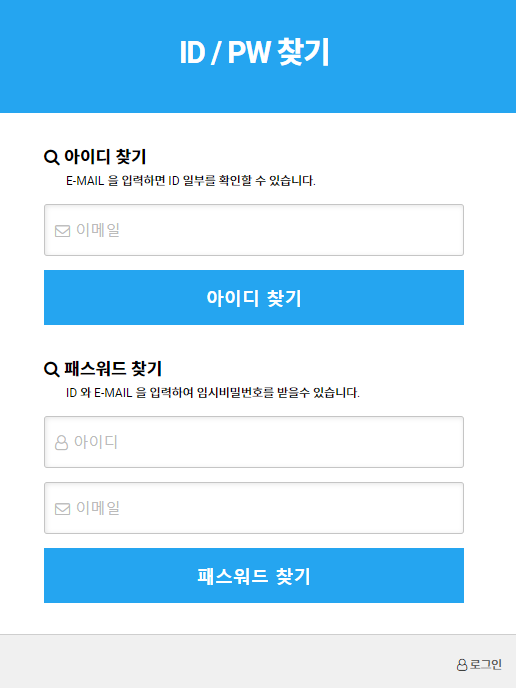 ID / PW 찾기
아이디 찾기
E-MAIL 을 입력하면 ID 일부를 확인할 수 있습니다.
이메일
아이디 찾기
패스워드 찾기
ID 와 E-MAIL 을 입력하여 임시비밀번호를 받을수 있습니다.
아이디
이메일
패스워드 찾기
로그인